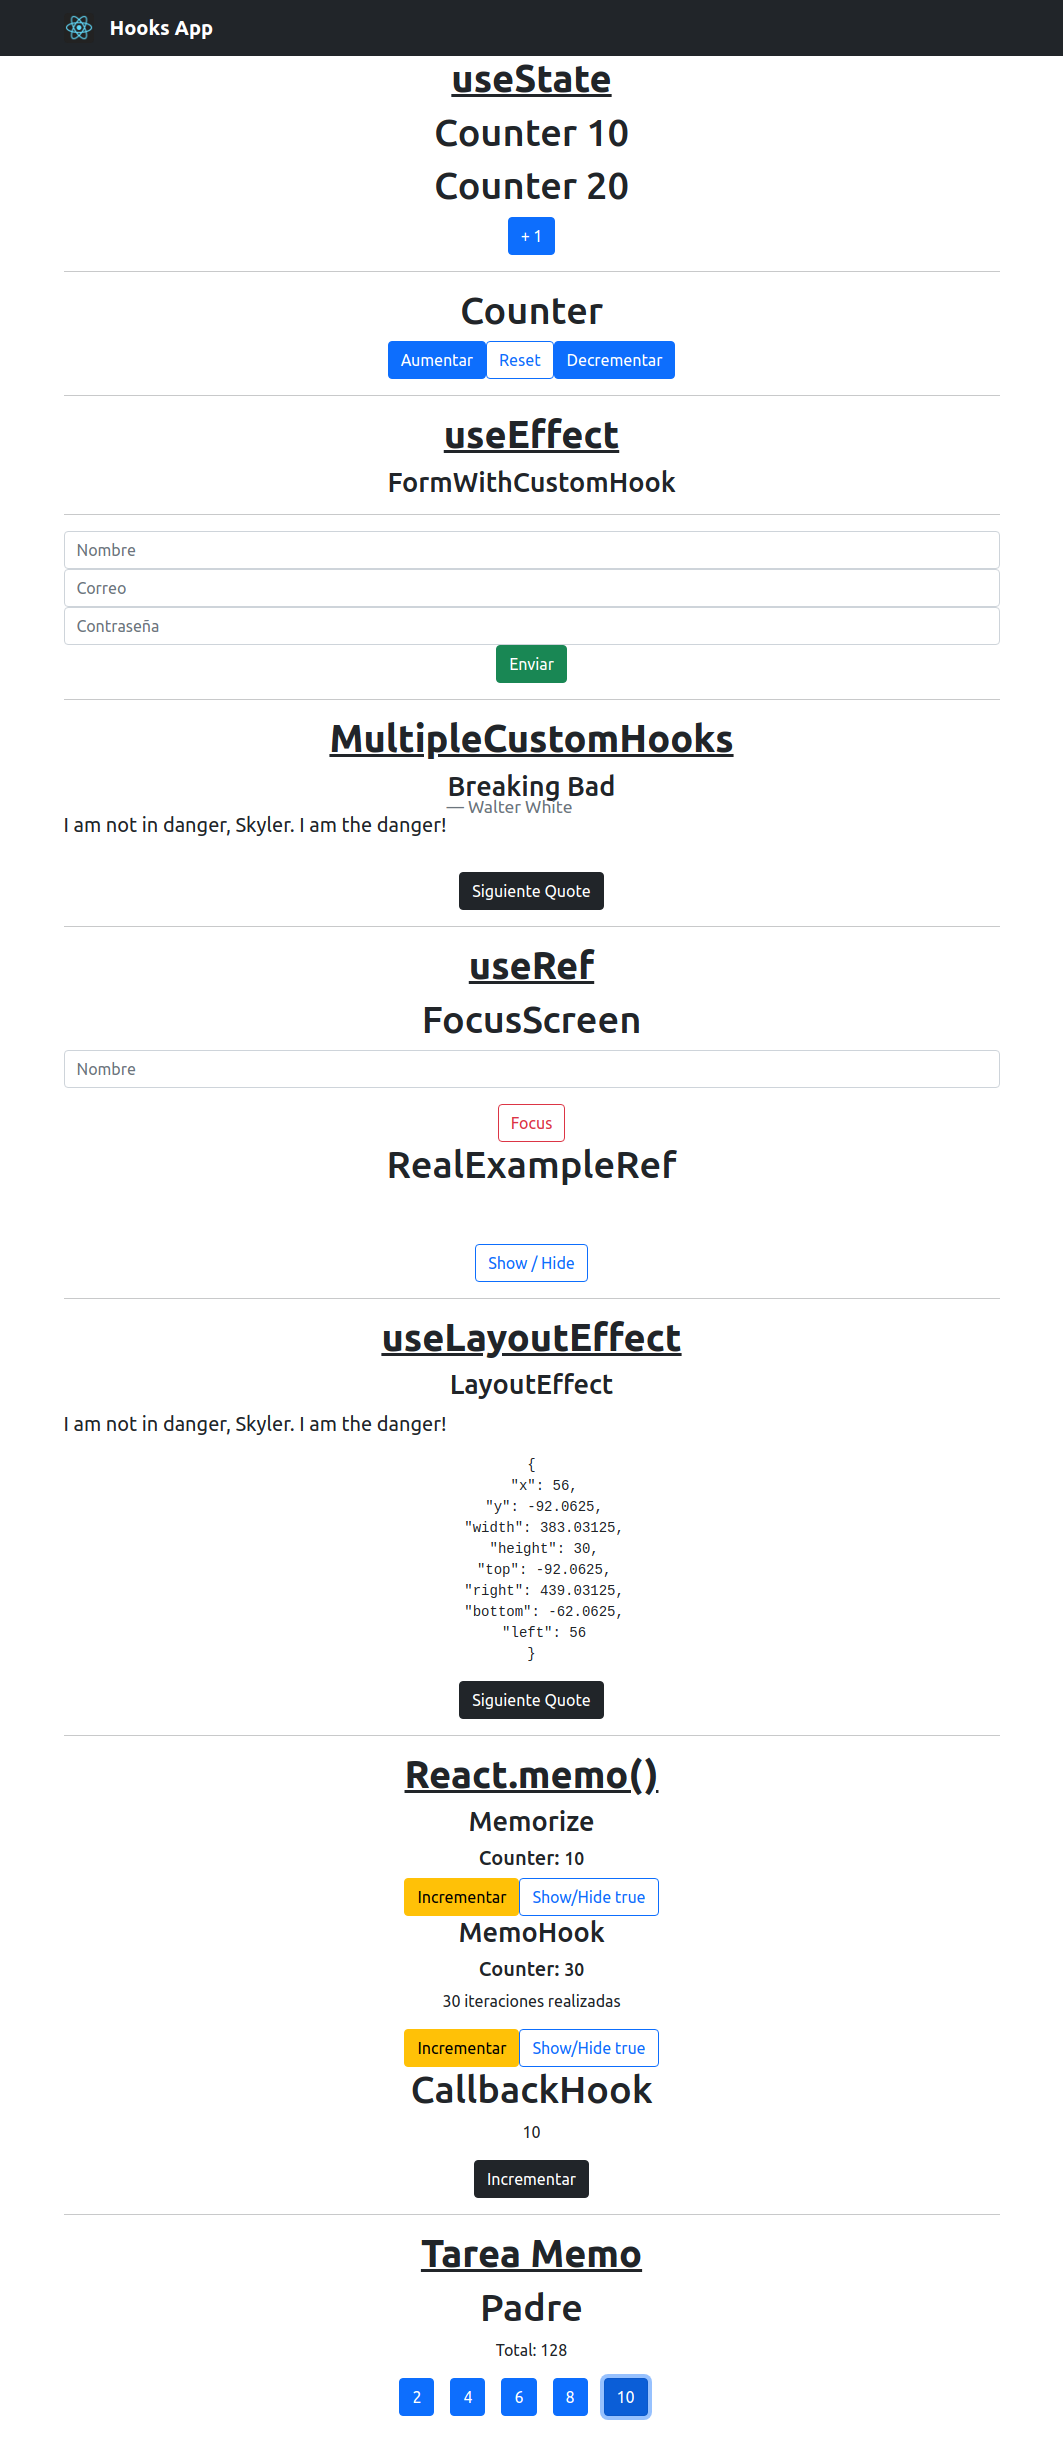 Hooks App
useState
Counter 10
Counter 20
+ 1
Counter
Aumentar Reset Decrementar
useEffect
FormWithCustomHook
Nombre
Correo
Contraseña
Enviar
MultipleCustomHooks
Breaking Bad
— Walter White
I am not in danger, Skyler. I am the danger!
Siguiente Quote
useRef
FocusScreen
Nombre
Focus
RealExampleRef
Show / Hide
useLayoutEffect
LayoutEffect
I am not in danger, Skyler. I am the danger!
{
"x": 56,
"y": -92.0625,
"width": 383.03125,
"height": 30,
"top": -92.0625,
"right": 439.03125,
"bottom": -62.0625,
"left": 56
}
Siguiente Quote
React.memo()
Memorize
Counter: 10
Incrementar Show/Hide true
MemoHook
Counter: 30
30 iteraciones realizadas
Incrementar Show/Hide true
CallbackHook
10
Incrementar
Tarea Memo
Padre
Total: 128
2 4 6 8 10